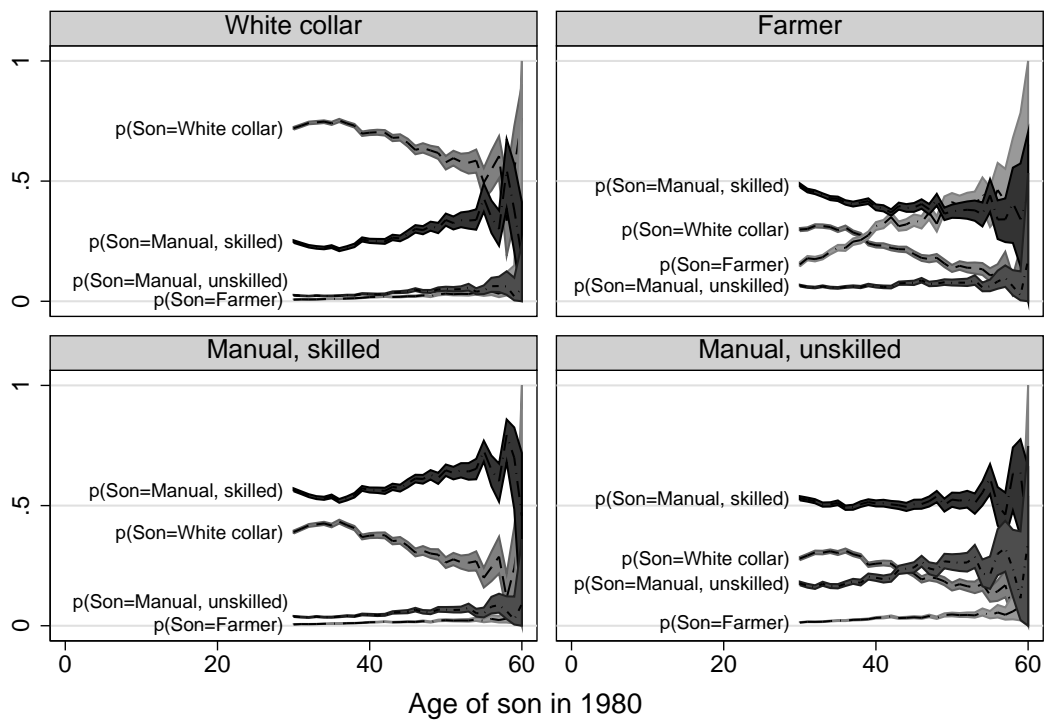 White collar
Farmer
1
.5
0
p(Son=White collar)
p(Son=Manual, skilled)
p(Son=Manual, unskilled)
p(Son=Farmer)
p(Son=Manual, skilled)
p(Son=White collar)
p(Son=Farmer)
p(Son=Manual, unskilled)
Manual, skilled
Manual, unskilled
1
.5
0
p(Son=Manual, skilled)
p(Son=White collar)
p(Son=Manual, unskilled)
p(Son=Farmer)
p(Son=Manual, skilled)
p(Son=White collar)
p(Son=Manual, unskilled)
p(Son=Farmer)
0 20 40 60 0 20 40 60
Age of son in 1980